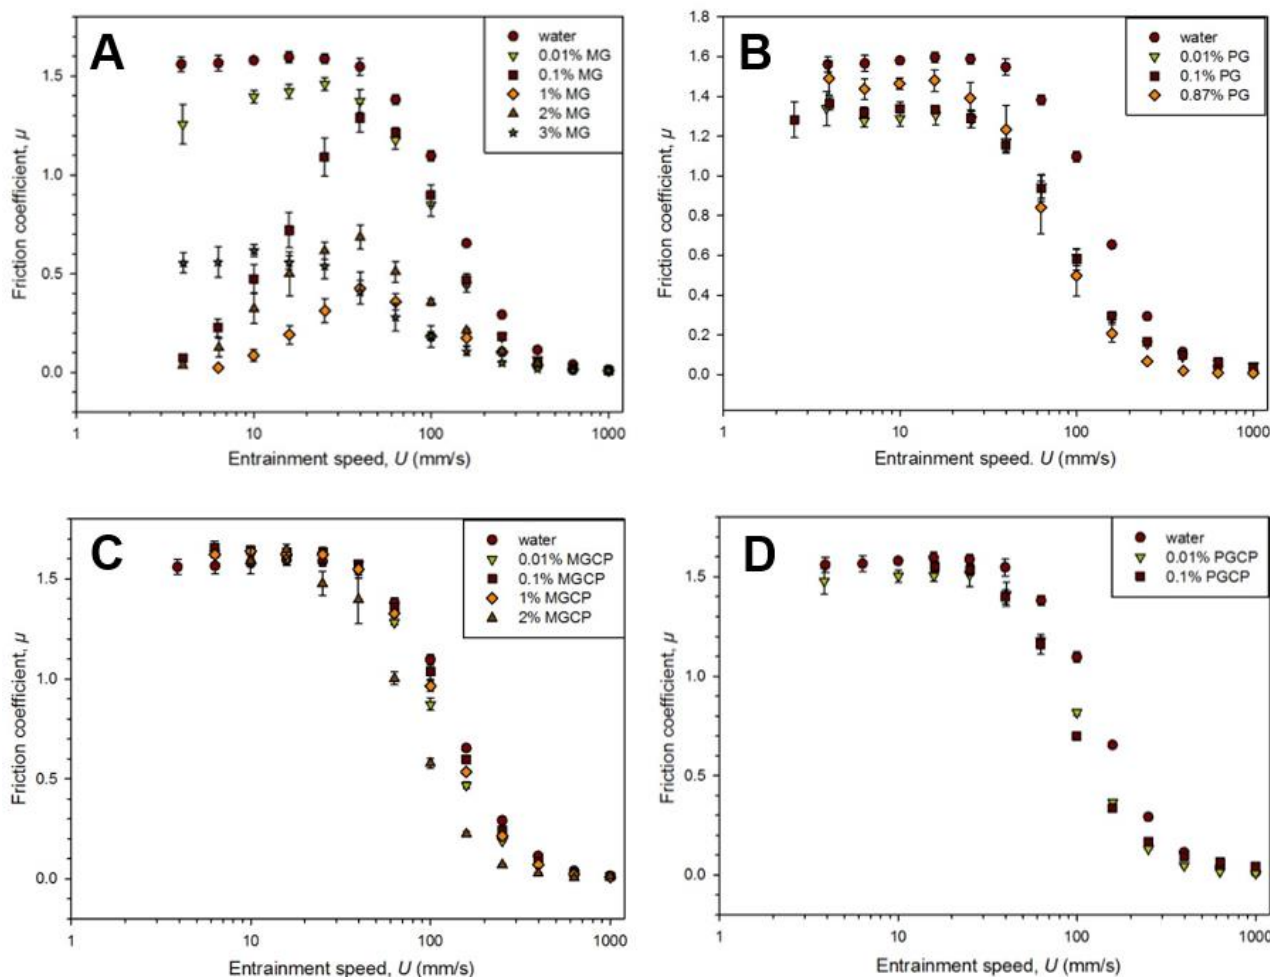 A
water
0.01% MG
0.1% MG
1% MG
2% MG
3% MG
1.5
1.0
0.5
0.0
Friction coefficient, µ
1
10
100
1000
Entrainment speed, U (mm/s)
B
water
0.01% PG
0.1% PG
0.87% PG
1.8
1.6
1.4
1.2
1.0
0.8
0.6
0.4
0.2
0.0
Friction coefficient, µ
1
10
100
1000
Entrainment speed. U (mm/s)
C
water
0.01% MGCP
0.1% MGCP
1% MGCP
2% MGCP
1.5
1.0
0.5
0.0
Friction coefficient, µ
1
10
100
1000
Entrainment speed, U (mm/s)
D
water
0.01% PGCP
0.1% PGCP
1.5
1.0
0.5
0.0
Friction coefficient, µ
1
10
100
1000
Entrainment speed, U (mm/s)